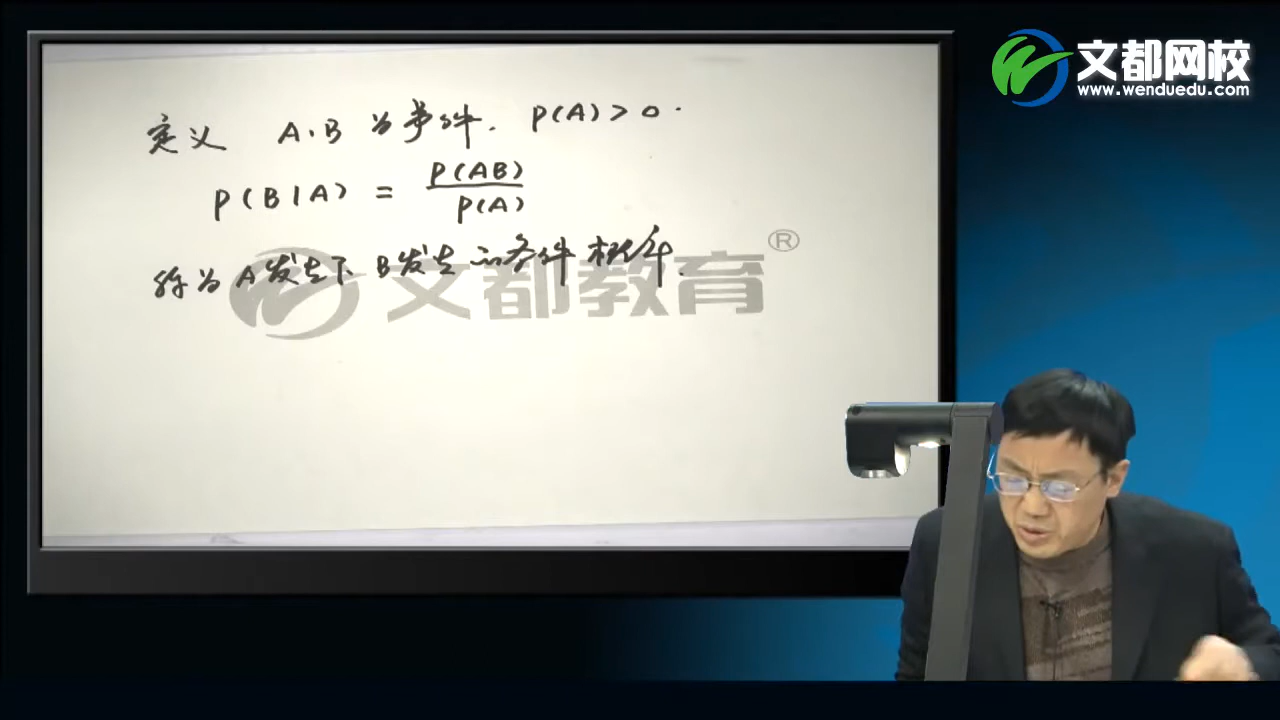 文都网校
www.wenduedu.com
定义 A·B 为事件. P(A)>0.
P(B|A) = P(AB)/P(A)
称为 A发生下 B发生的条件概率.
文都教育®